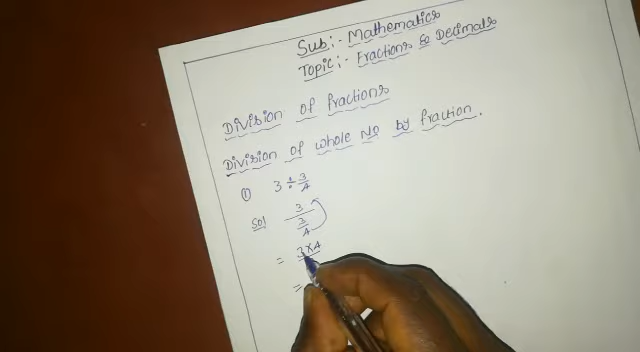 Sub:- Mathematics
Topic:- Fractions & Decimals
Division of fractions
Division of whole No by fraction.
① 3 ÷ 3/4
Sol 3 / (3/4)
= 3×4
=